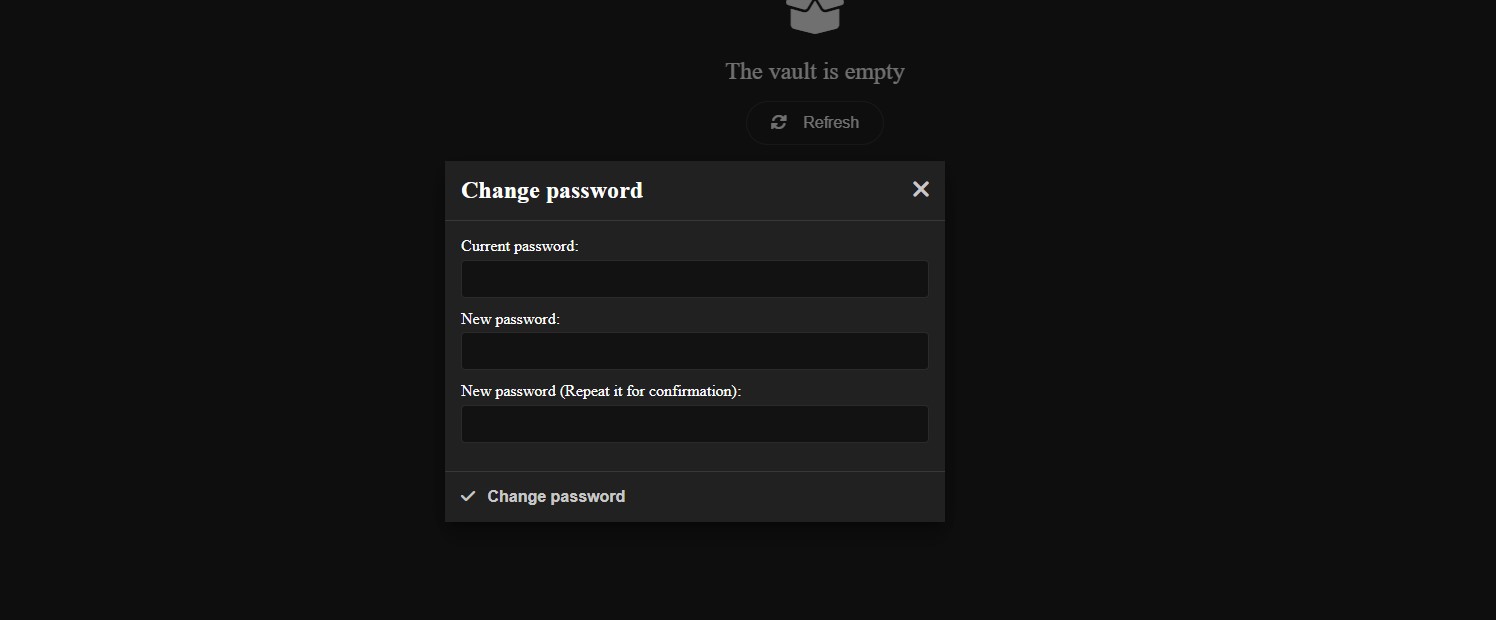 The vault is empty
Refresh
Change password
Current password:
New password:
New password (Repeat it for confirmation):
Change password